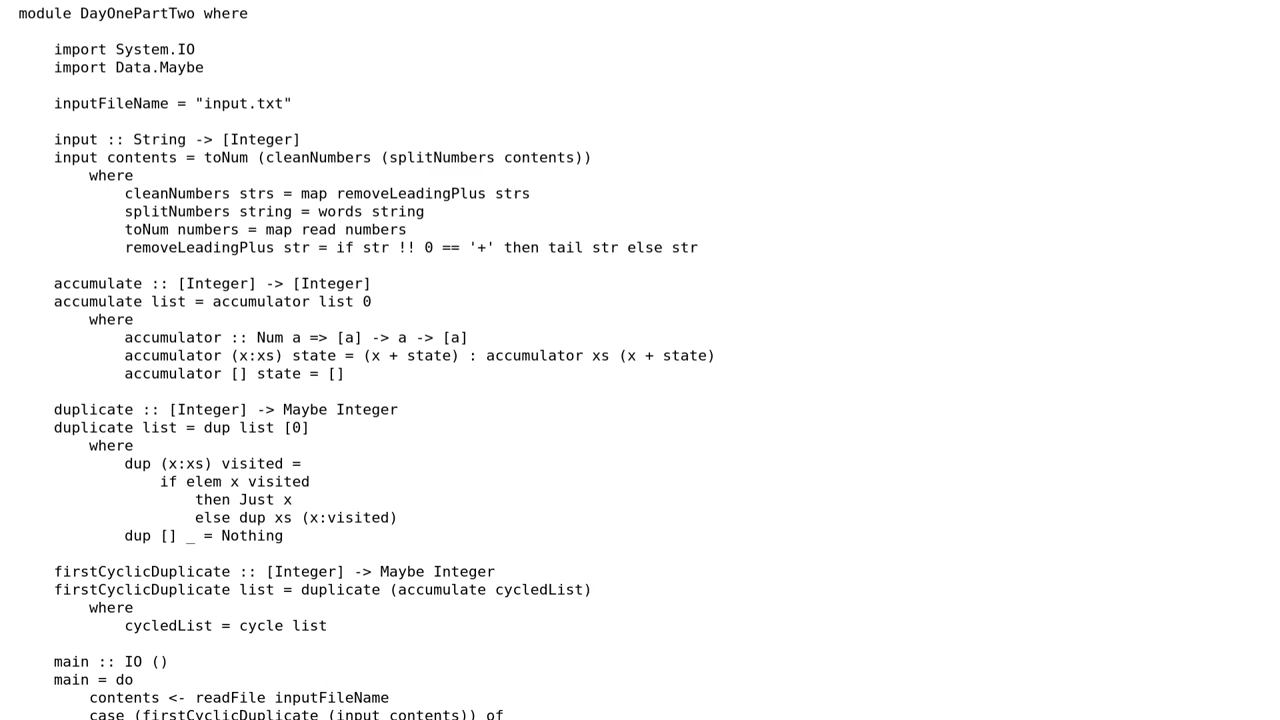 module DayOnePartTwo where
import System.IO
import Data.Maybe
inputFileName = "input.txt"
input :: String -> [Integer]
input contents = toNum (cleanNumbers (splitNumbers contents))
where
cleanNumbers strs = map removeLeadingPlus strs
splitNumbers string = words string
toNum numbers = map read numbers
removeLeadingPlus str = if str !! 0 == '+' then tail str else str
accumulate :: [Integer] -> [Integer]
accumulate list = accumulator list 0
where
accumulator :: Num a => [a] -> a -> [a]
accumulator (x:xs) state = (x + state) : accumulator xs (x + state)
accumulator [] state = []
duplicate :: [Integer] -> Maybe Integer
duplicate list = dup list [0]
where
dup (x:xs) visited =
if elem x visited
then Just x
else dup xs (x:visited)
dup [] _ = Nothing
firstCyclicDuplicate :: [Integer] -> Maybe Integer
firstCyclicDuplicate list = duplicate (accumulate cycledList)
where
cycledList = cycle list
main :: IO ()
main = do
contents <- readFile inputFileName
case (firstCyclicDuplicate (input contents)) of